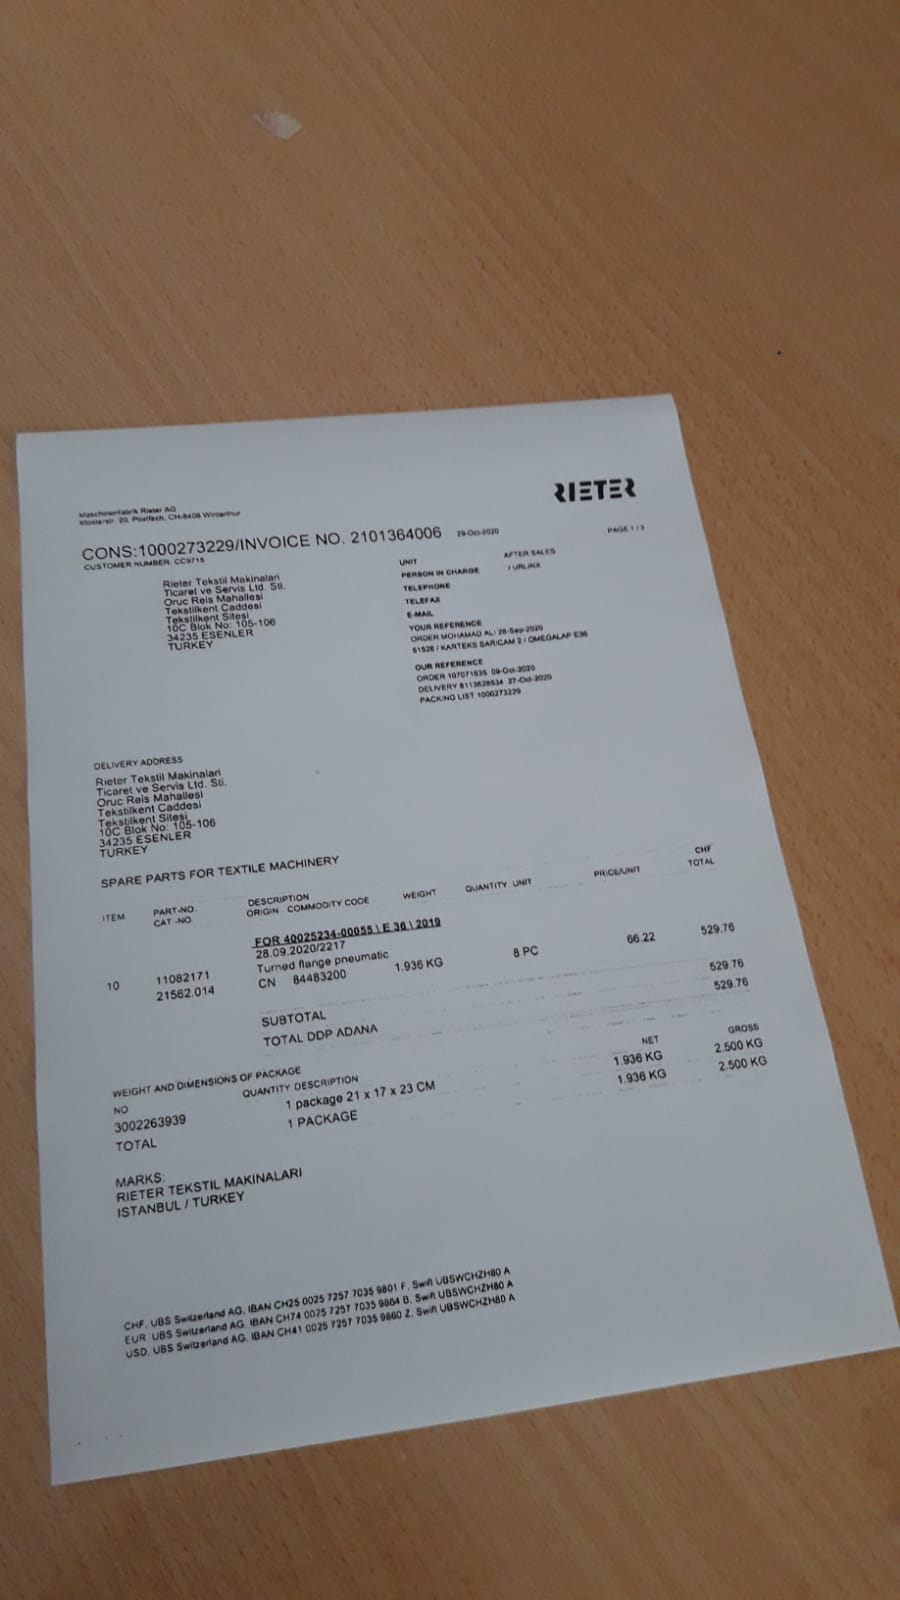 RIETER
Maschinenfabrik Rieter AG
Klosterstr. 20, Postfach, CH-8406 Winterthur
CONS:1000273229/INVOICE NO. 2101364006 29-Oct-2020 PAGE 1 / 3
CUSTOMER NUMBER: CC9715
Rieter Tekstil Makinalari
Ticaret ve Servis Ltd. Sti.
Oruc Reis Mahallesi
Tekstilkent Caddesi
Tekstilkent Sitesi
10C Blok No: 105-106
34235 ESENLER
TURKEY
UNIT AFTER SALES
PERSON IN CHARGE
TELEPHONE
TELEFAX
E-MAIL
YOUR REFERENCE
ORDER MOHAMAD ALI 28-Sep-2020
51526 / KARTEKS SARICAM 2 / OMEGALAP E36
OUR REFERENCE
ORDER 107071635 09-Oct-2020
DELIVERY 8113628534 27-Oct-2020
PACKING LIST 1000273229
DELIVERY ADDRESS
Rieter Tekstil Makinalari
Ticaret ve Servis Ltd. Sti.
Oruc Reis Mahallesi
Tekstilkent Caddesi
Tekstilkent Sitesi
10C Blok No: 105-106
34235 ESENLER
TURKEY
SPARE PARTS FOR TEXTILE MACHINERY
CHF
ITEM PART-NO. DESCRIPTION WEIGHT QUANTITY UNIT PRICE/UNIT TOTAL
CAT -NO ORIGIN COMMODITY CODE
FOR 40025234-00055 \ E 36 \ 2019
28.09.2020/2217
10 11082171 Turned flange pneumatic 8 PC 66.22 529.76
21562.014 CN 84483200 1.936 KG
SUBTOTAL 529.76
TOTAL DDP ADANA 529.76
WEIGHT AND DIMENSIONS OF PACKAGE
NO QUANTITY DESCRIPTION NET GROSS
3002263939 1 package 21 x 17 x 23 CM 1.936 KG 2.500 KG
TOTAL 1 PACKAGE 1.936 KG 2.500 KG
MARKS:
RIETER TEKSTIL MAKINALARI
ISTANBUL / TURKEY
CHF, UBS Switzerland AG, IBAN CH25 0025 7257 7035 9801 F, Swift UBSWCHZH80 A
EUR, UBS Switzerland AG, IBAN CH74 0025 7257 7035 9864 B, Swift UBSWCHZH80 A
USD, UBS Switzerland AG, IBAN CH41 0025 7257 7035 9860 Z, Swift UBSWCHZH80 A